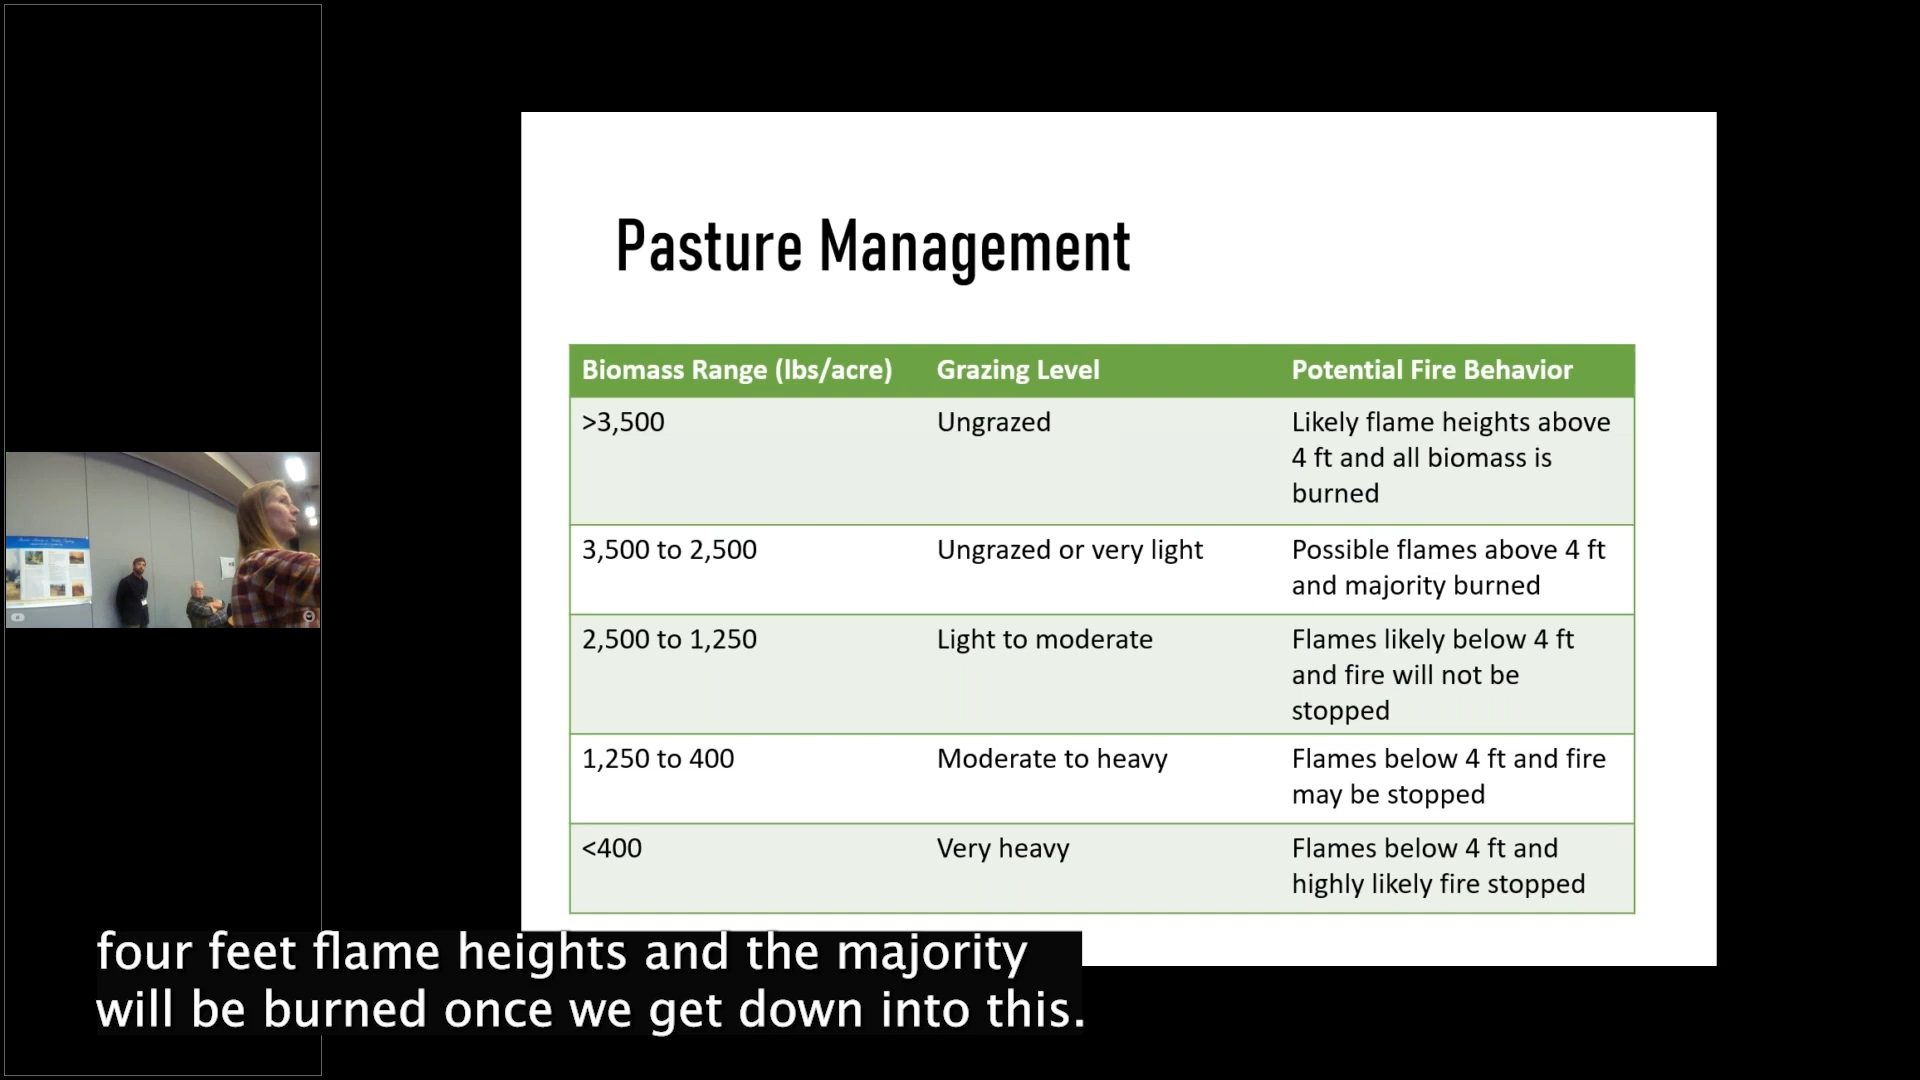 Pasture Management
Biomass Range (lbs/acre) Grazing Level Potential Fire Behavior
>3,500 Ungrazed Likely flame heights above
4 ft and all biomass is
burned
3,500 to 2,500 Ungrazed or very light Possible flames above 4 ft
and majority burned
2,500 to 1,250 Light to moderate Flames likely below 4 ft
and fire will not be
stopped
1,250 to 400 Moderate to heavy Flames below 4 ft and fire
may be stopped
<400 Very heavy Flames below 4 ft and
highly likely fire stopped
four feet flame heights and the majority
will be burned once we get down into this.